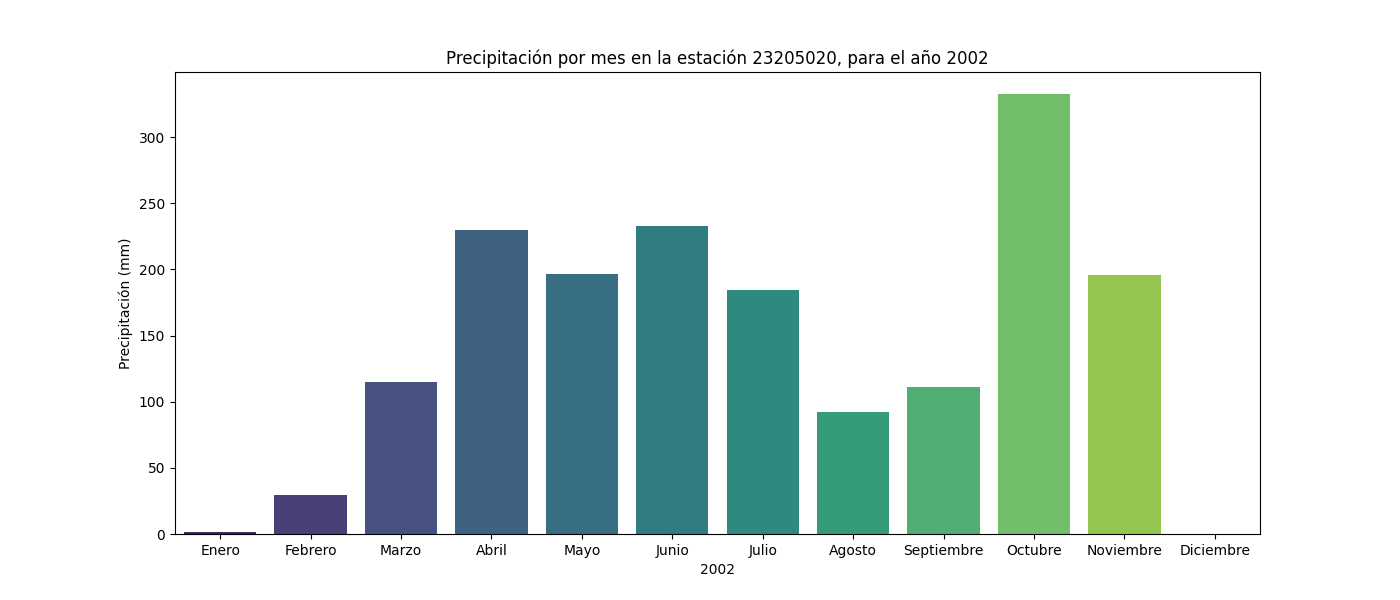 Precipitación por mes en la estación 23205020, para el año 2002
Precipitación (mm)
300
250
200
150
100
50
0
Enero Febrero Marzo Abril Mayo Junio Julio Agosto Septiembre Octubre Noviembre Diciembre
2002